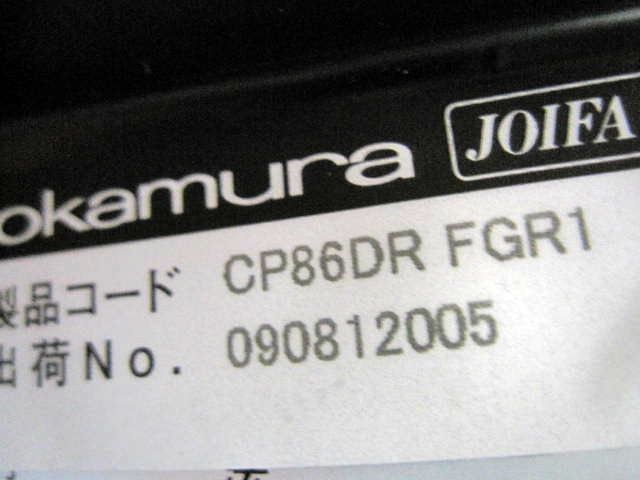 okamura JOIFA
製品コード CP86DR FGR1
出荷No. 090812005